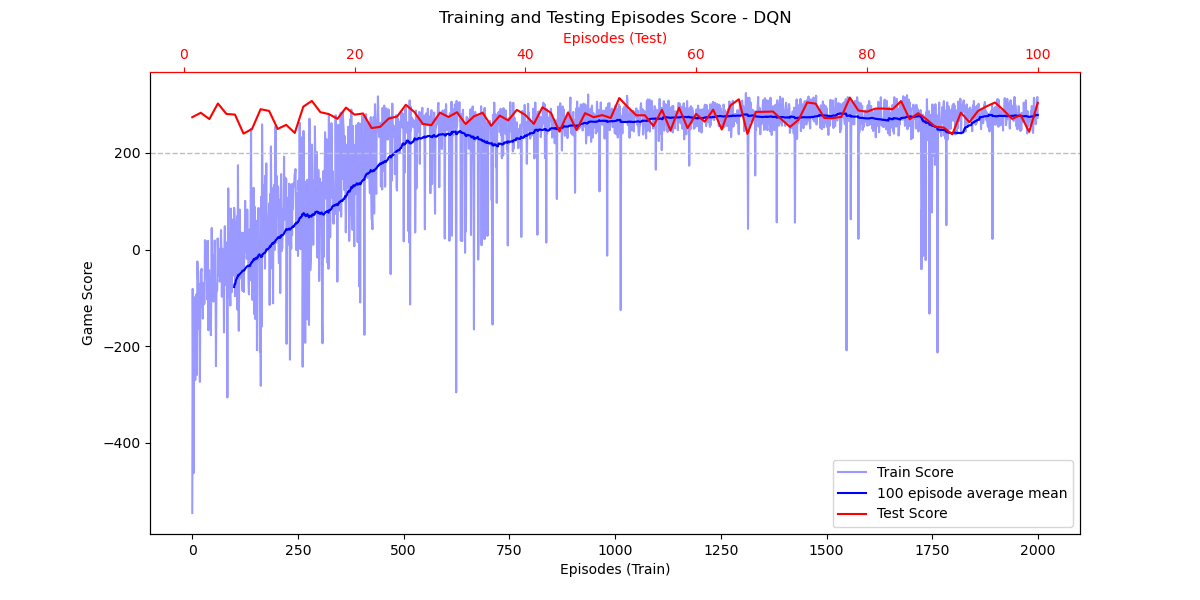 Training and Testing Episodes Score - DQN
Episodes (Test)
0 20 40 60 80 100
200
0
−200
−400
Game Score
Train Score
100 episode average mean
Test Score
0 250 500 750 1000 1250 1500 1750 2000
Episodes (Train)